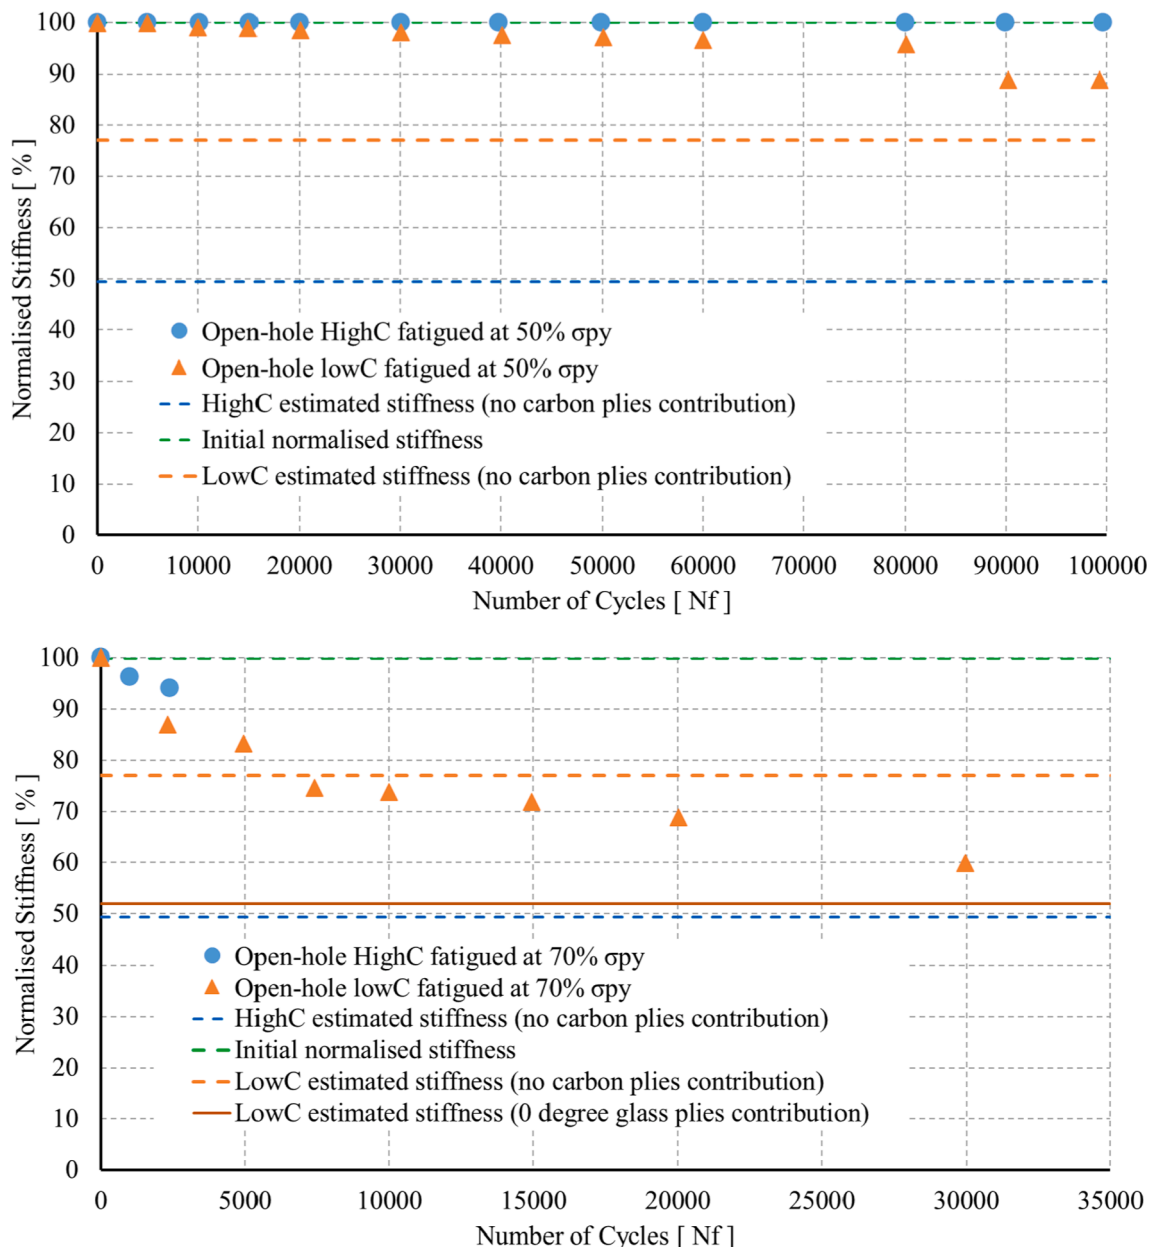 100
90
80
70
60
50
40
30
20
10
0
Normalised Stiffness [ % ]
Open-hole HighC fatigued at 50% σpy
Open-hole lowC fatigued at 50% σpy
HighC estimated stiffness (no carbon plies contribution)
Initial normalised stiffness
LowC estimated stiffness (no carbon plies contribution)
0 10000 20000 30000 40000 50000 60000 70000 80000 90000 100000
Number of Cycles [ Nf ]
100
90
80
70
60
50
40
30
20
10
0
Normalised Stiffness [ % ]
Open-hole HighC fatigued at 70% σpy
Open-hole lowC fatigued at 70% σpy
HighC estimated stiffness (no carbon plies contribution)
Initial normalised stiffness
LowC estimated stiffness (no carbon plies contribution)
LowC estimated stiffness (0 degree glass plies contribution)
0 5000 10000 15000 20000 25000 30000 35000
Number of Cycles [ Nf ]